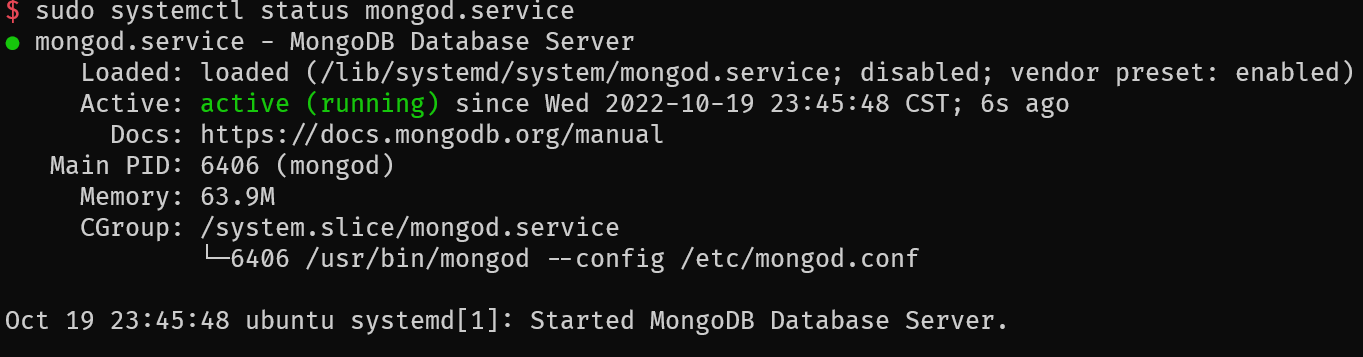 $ sudo systemctl status mongod.service
● mongod.service - MongoDB Database Server
     Loaded: loaded (/lib/systemd/system/mongod.service; disabled; vendor preset: enabled)
     Active: active (running) since Wed 2022-10-19 23:45:48 CST; 6s ago
       Docs: https://docs.mongodb.org/manual
   Main PID: 6406 (mongod)
     Memory: 63.9M
     CGroup: /system.slice/mongod.service
             └─6406 /usr/bin/mongod --config /etc/mongod.conf
Oct 19 23:45:48 ubuntu systemd[1]: Started MongoDB Database Server.